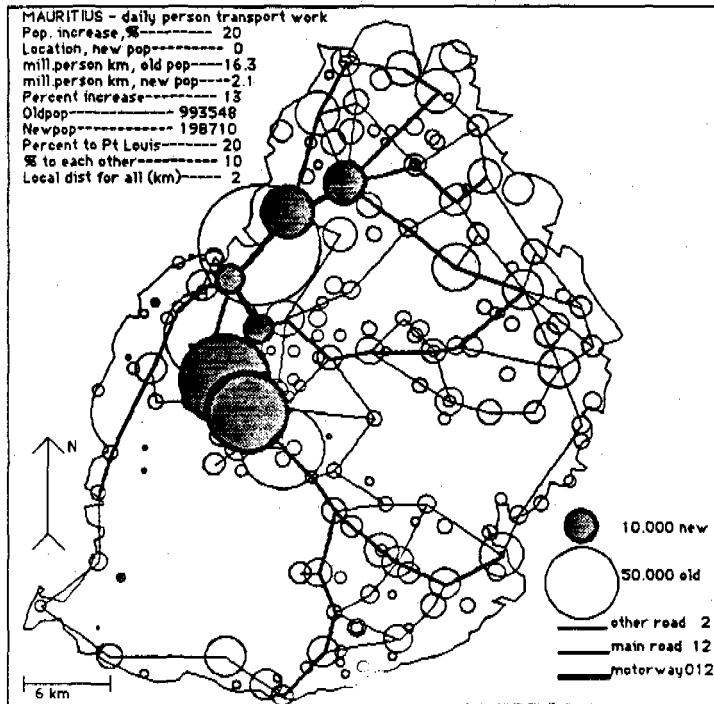 MAURITIUS - daily person transport work
Pop. increase,%--------- 20
Location, new pop------ 0
mill.person km, old pop---16.3
mill.person km, new pop---2.1
Percent increase-------- 13
Oldpop----------------- 993548
Newpop---------------- 198710
Percent to Pt Louis------ 20
% to each other---------- 10
Local dist for all (km)---- 2
N
10.000 new
50.000 old
other road 2
main road 12
motorway012
6 km